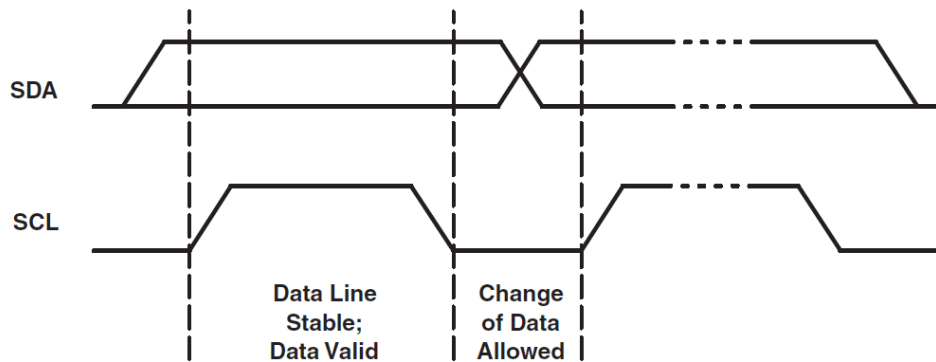 SDA
SCL
Data Line
Stable;
Data Valid
Change
of Data
Allowed